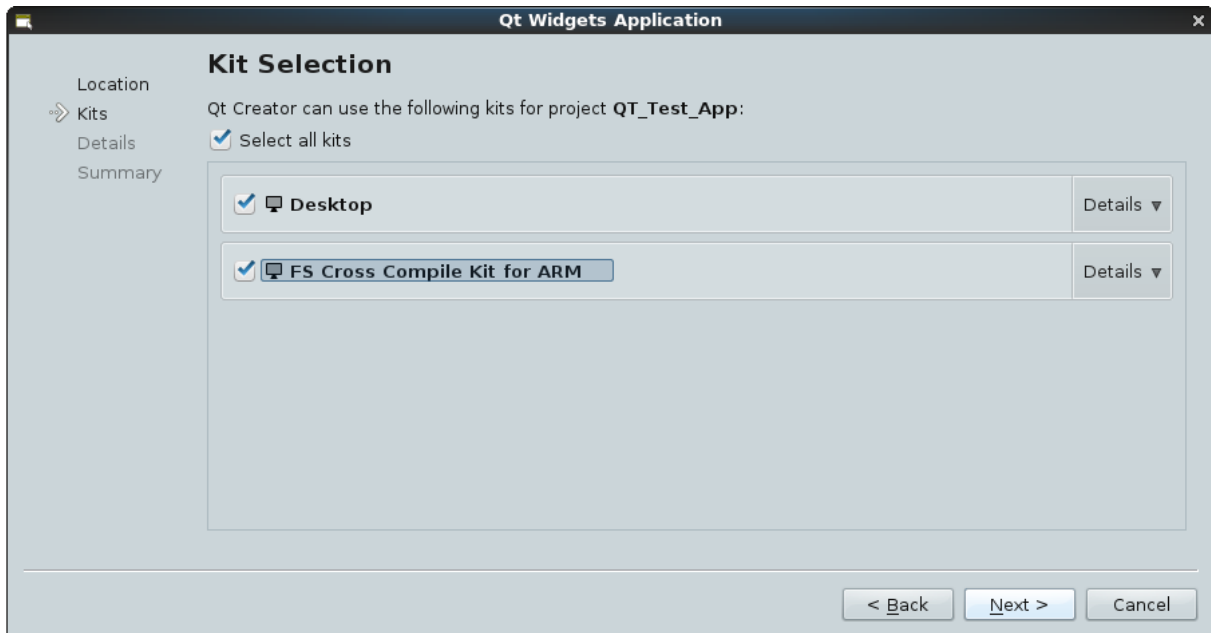 Qt Widgets Application
Location
Kits
Details
Summary
Kit Selection
Qt Creator can use the following kits for project QT_Test_App:
Select all kits
Desktop
Details
FS Cross Compile Kit for ARM
Details
< Back
Next >
Cancel